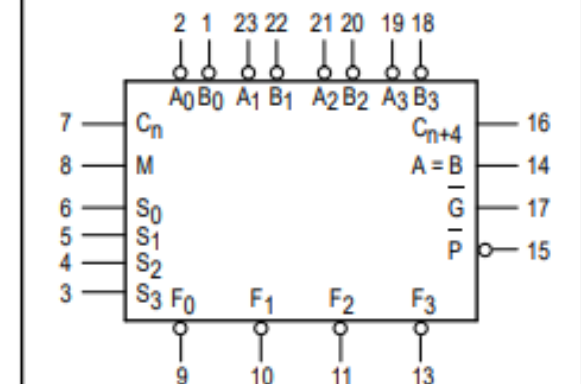 2 1 23 22 21 20 19 18
A0 B0 A1 B1 A2 B2 A3 B3
7 Cn Cn+4 16
8 M A = B 14
6 S0 G̅ 17
5 S1
P̅ 15
4 S2
3 S3 F0 F1 F2 F3
9 10 11 13